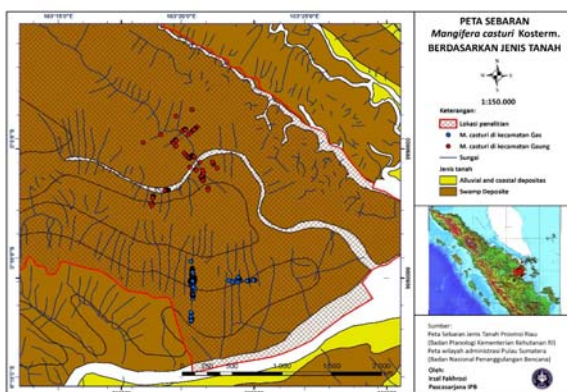 PETA SEBARAN
Mangifera casturi Kosterm.
BERDASARKAN JENIS TANAH
1:150.000
Keterangan:
Lokasi penelitian
M. casturi di kecamatan Gas
M. casturi di kecamatan Gaung
Sungai
Jenis tanah
Alluvial and coastal deposites
Swamp Deposite
Sumber:
Peta Sebaran Jenis Tanah Provinsi Riau
(Badan Planologi Kementerian Kehutanan RI)
Peta wilayah administrasi Pulau Sumatera
(Badan Nasional Penanggulangan Bencana)
Oleh:
Irzal Fakhrozi
Pascasarjana IPB